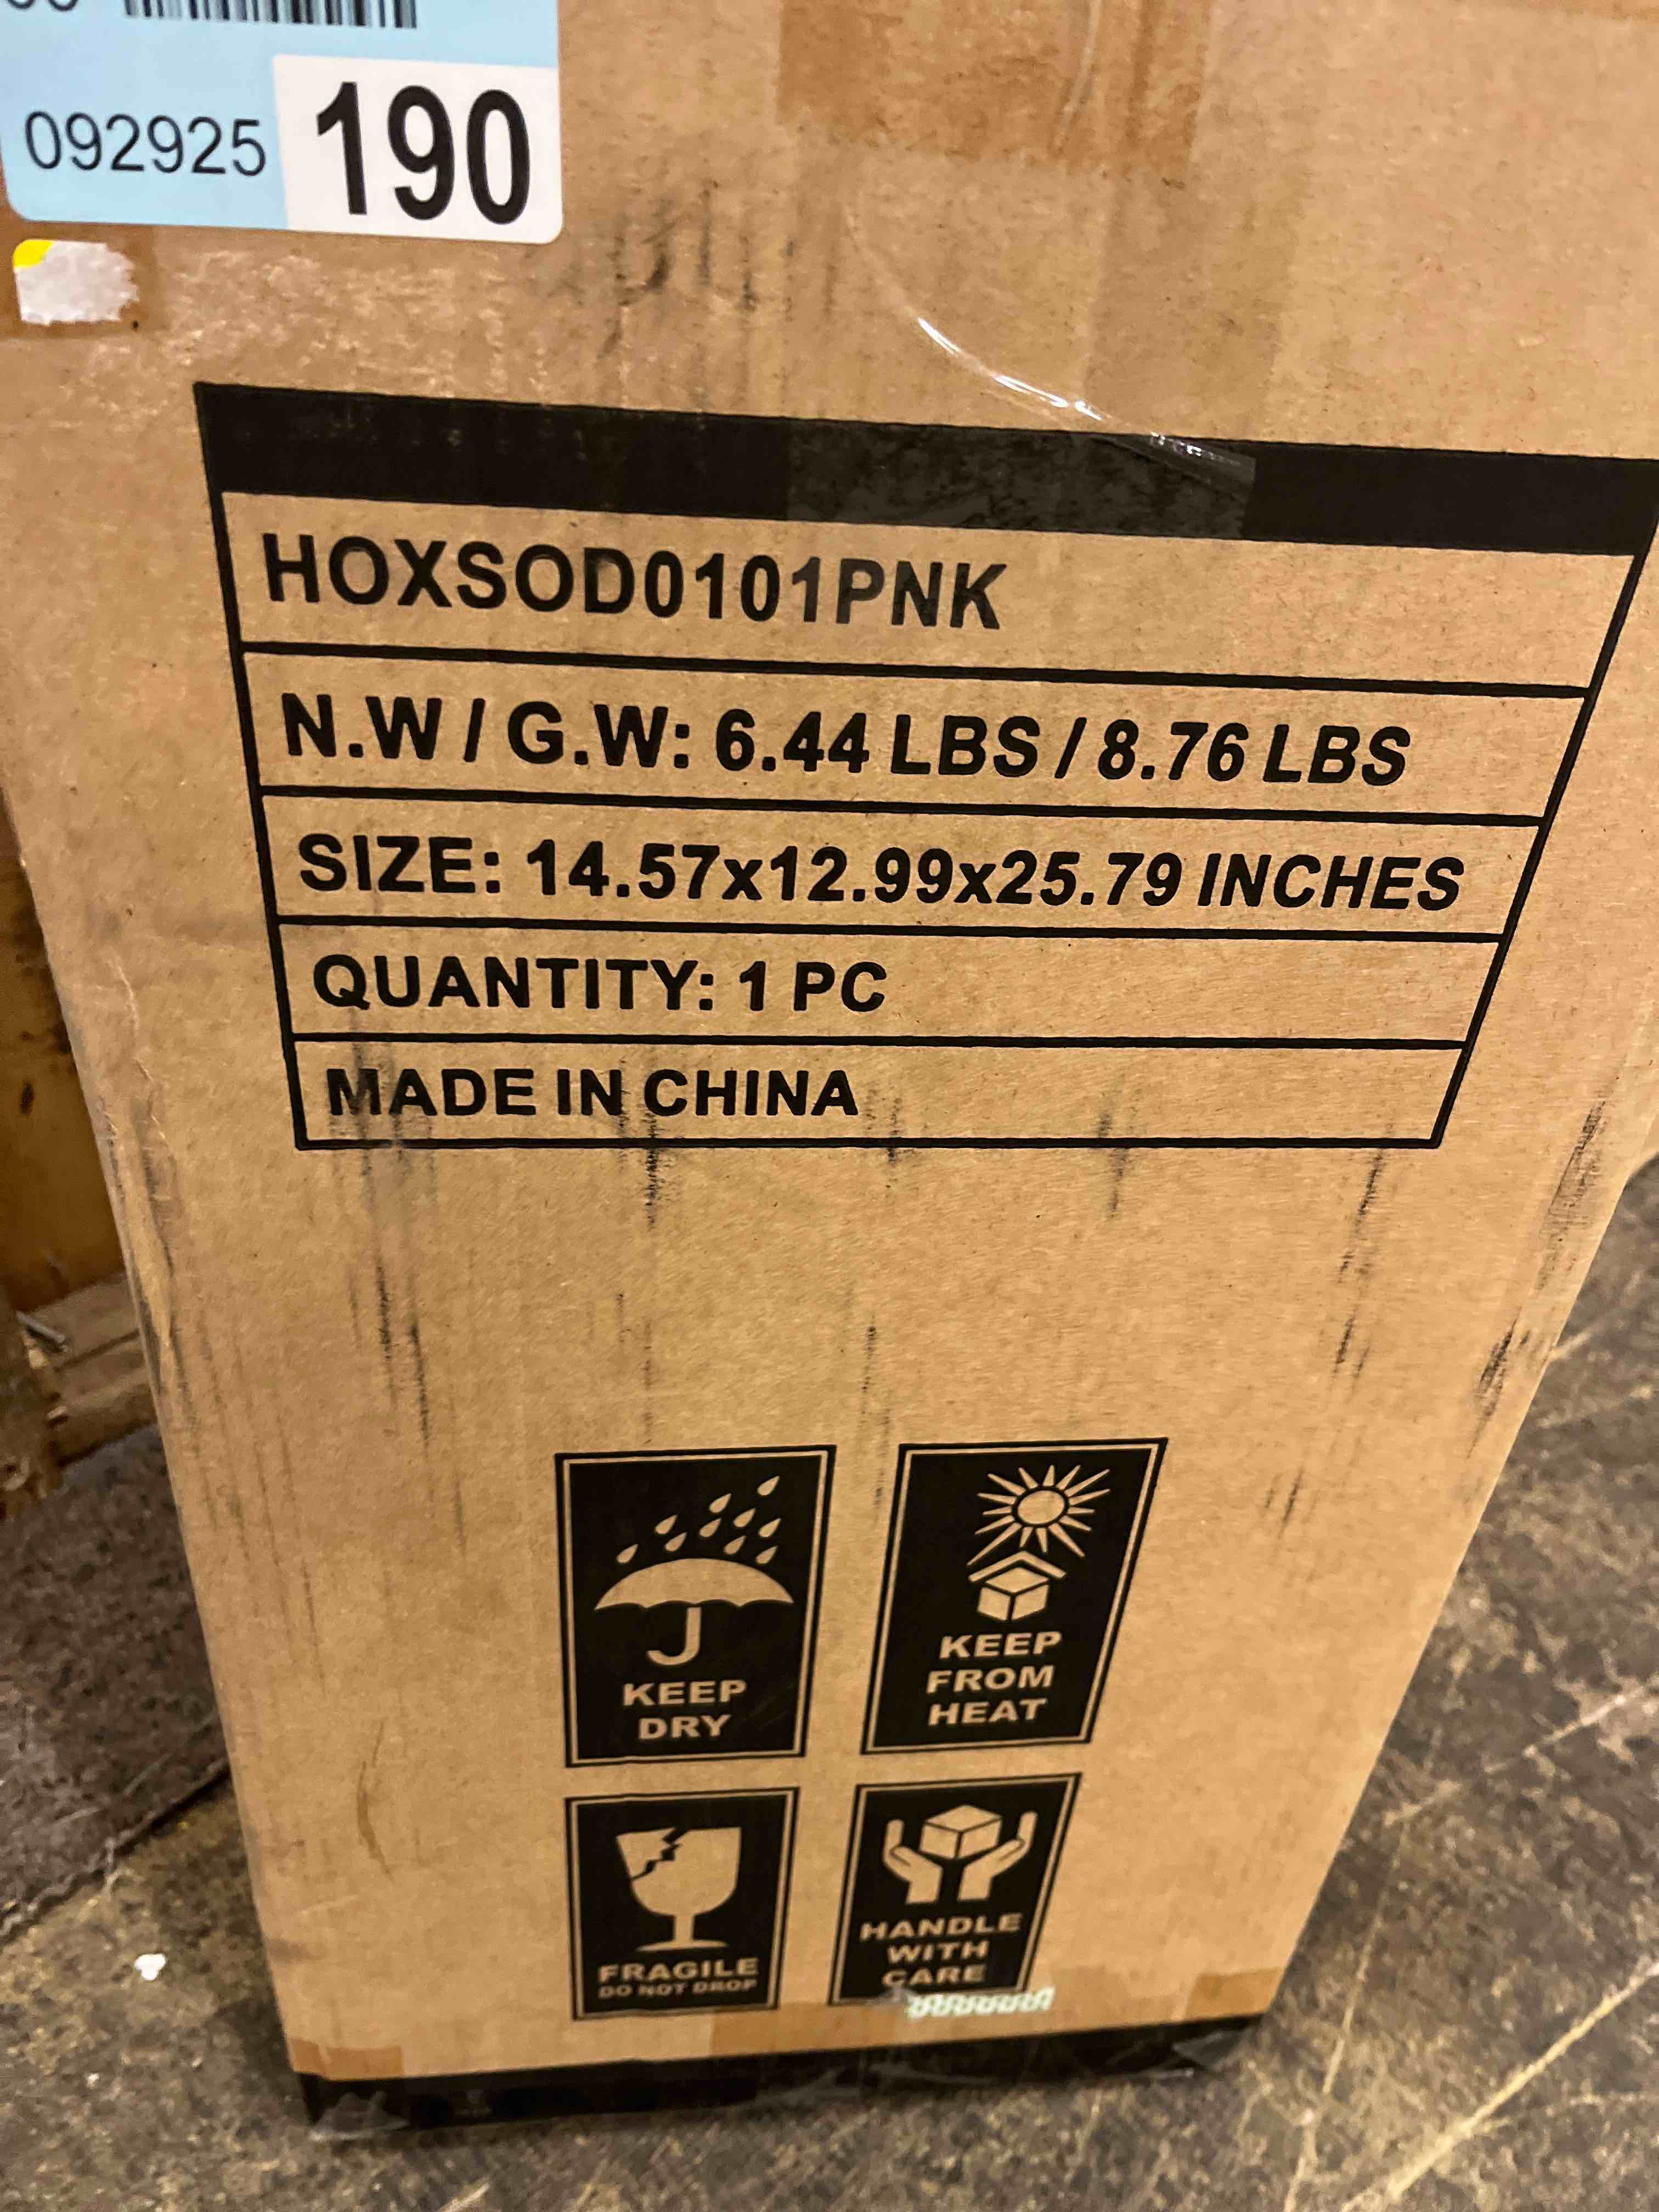 092925 190
HOXSOD0101PNK
N.W / G.W: 6.44 LBS / 8.76 LBS
SIZE: 14.57x12.99x25.79 INCHES
QUANTITY: 1 PC
MADE IN CHINA
KEEP
DRY
KEEP
FROM
HEAT
FRAGILE
DO NOT DROP
HANDLE
WITH
CARE